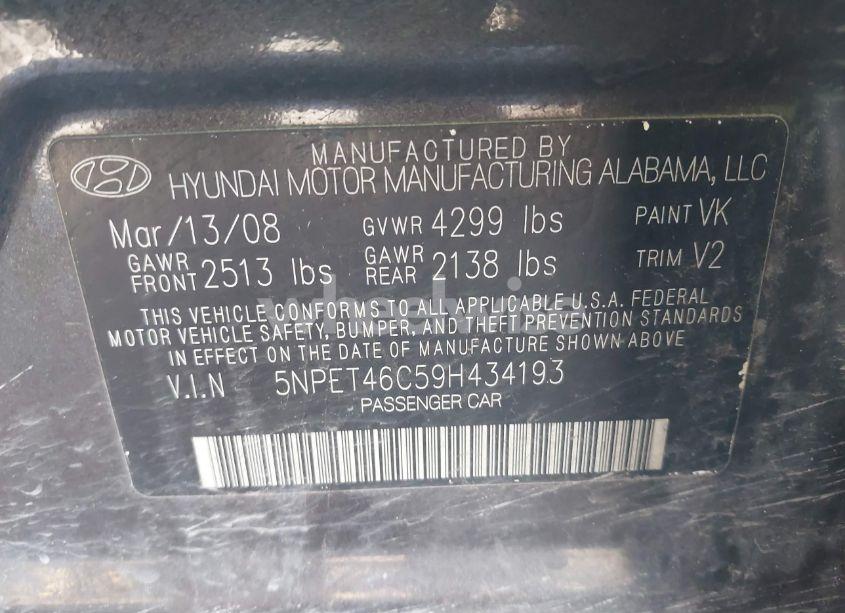 MANUFACTURED BY
HYUNDAI MOTOR MANUFACTURING ALABAMA, LLC
Mar/13/08 GVWR 4299 lbs PAINT VK
GAWR FRONT 2513 lbs GAWR REAR 2138 lbs TRIM V2
THIS VEHICLE CONFORMS TO ALL APPLICABLE U.S.A. FEDERAL
MOTOR VEHICLE SAFETY, BUMPER, AND THEFT PREVENTION STANDARDS
IN EFFECT ON THE DATE OF MANUFACTURE SHOWN ABOVE
V.I.N 5NPET46C59H434193
PASSENGER CAR